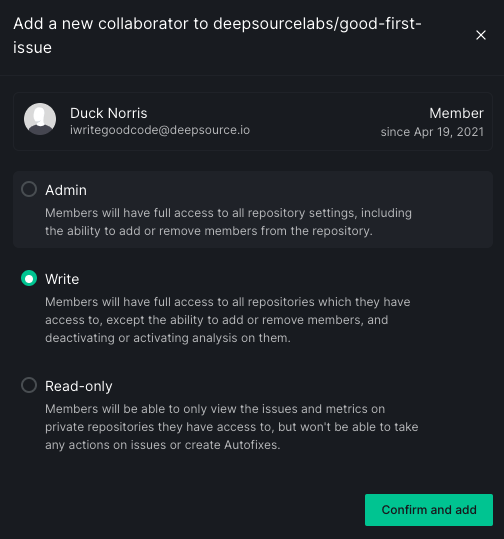 Add a new collaborator to deepsourcelabs/good-first-
issue
Duck Norris
iwritegoodcode@deepsource.io
Member
since Apr 19, 2021
Admin
Members will have full access to all repository settings, including
the ability to add or remove members from the repository.
Write
Members will have full access to all repositories which they have
access to, except the ability to add or remove members, and
deactivating or activating analysis on them.
Read-only
Members will be able to only view the issues and metrics on
private repositories they have access to, but won't be able to take
any actions on issues or create Autofixes.
Confirm and add